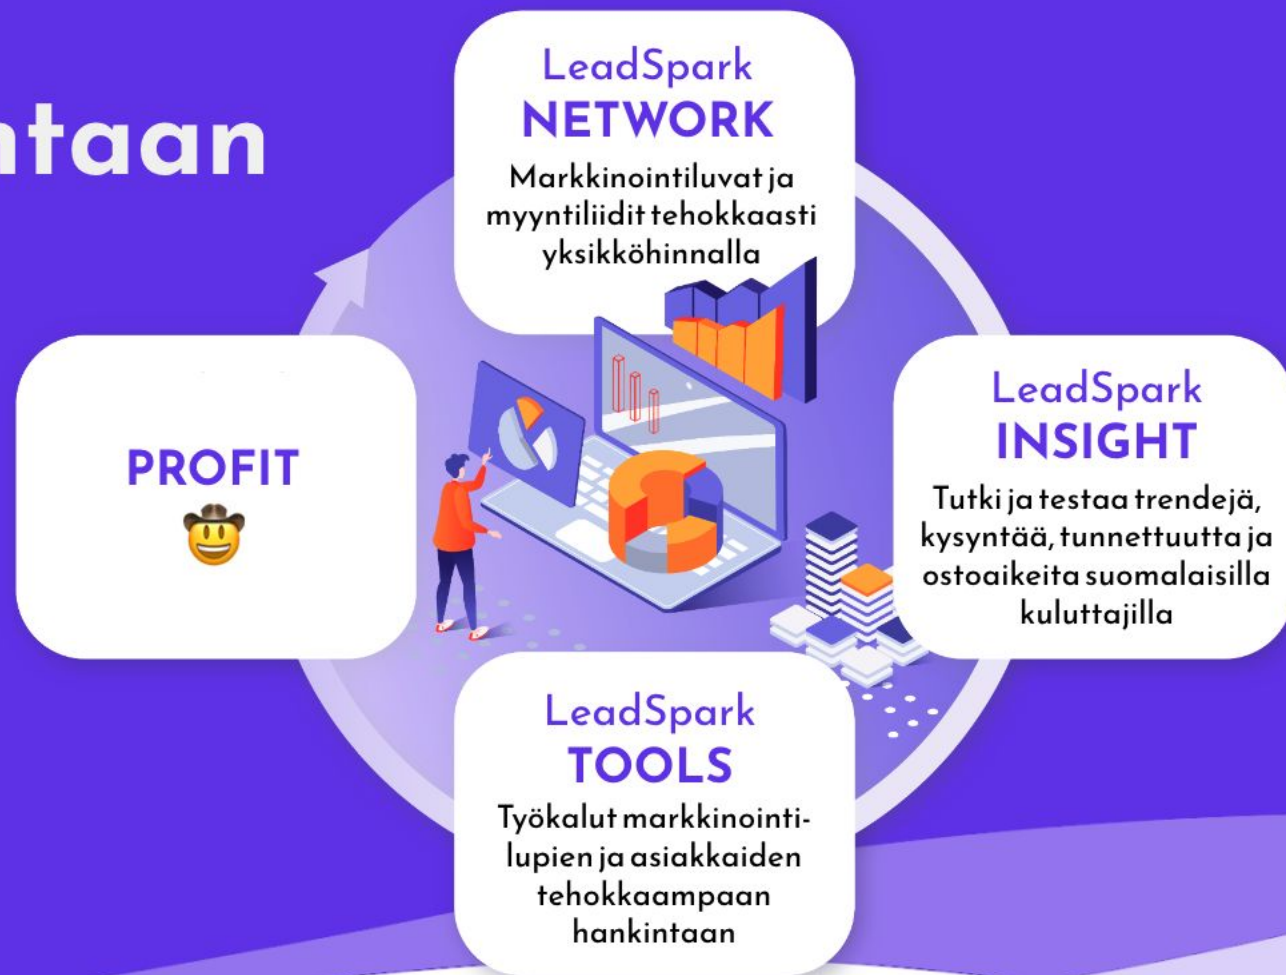 ntaan
LeadSpark
NETWORK
Markkinointiluvat ja
myyntiliidit tehokkaasti
yksikköhinnalla
PROFIT
LeadSpark
INSIGHT
Tutki ja testaa trendejä,
kysyntää, tunnettuutta ja
ostoaikeita suomalaisilla
kuluttajilla
LeadSpark
TOOLS
Työkalut markkinointi-
lupien ja asiakkaiden
tehokkaampaan
hankintaan